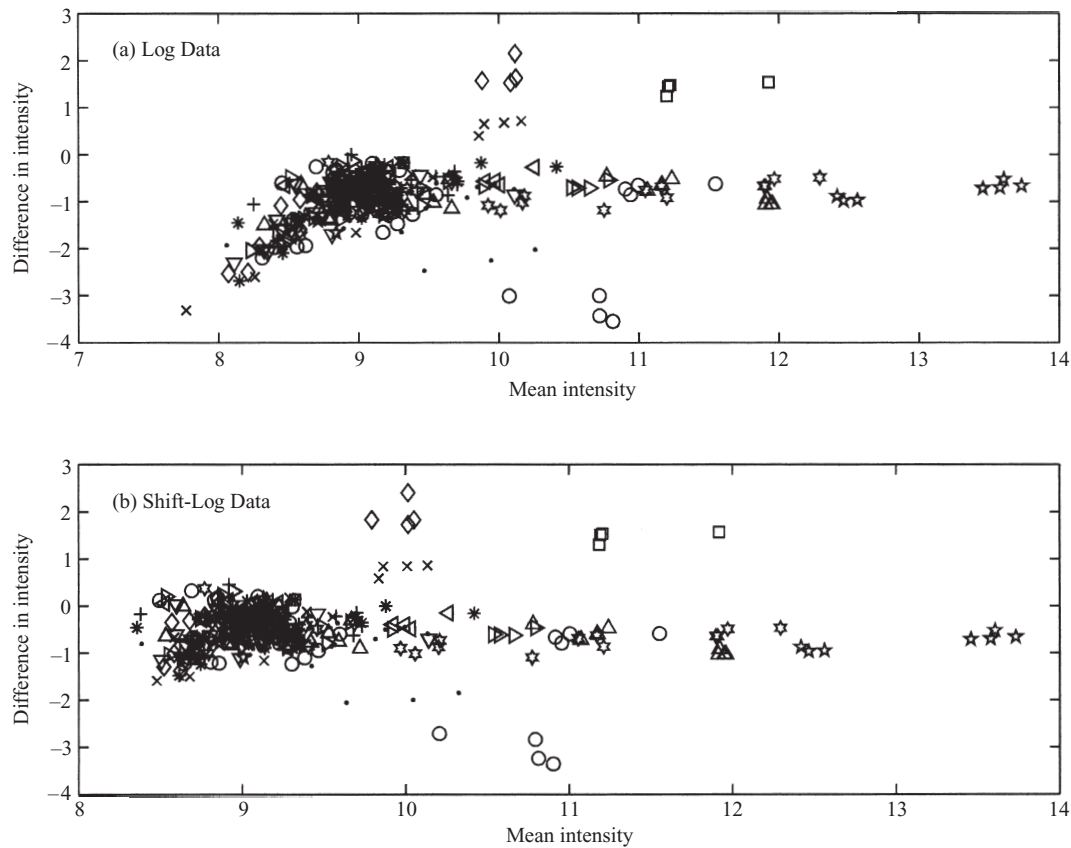 3
(a) Log Data
2
1
0
−1
−2
−3
−4
Difference in intensity
7 8 9 10 11 12 13 14
Mean intensity
3
(b) Shift-Log Data
2
1
0
−1
−2
−3
−4
Difference in intensity
8 9 10 11 12 13 14
Mean intensity